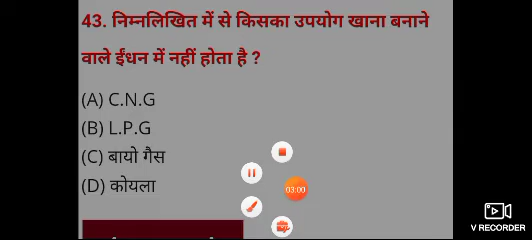 43. निम्नलिखित में से किसका उपयोग खाना बनाने
वाले ईंधन में नहीं होता है ?
(A) C.N.G
(B) L.P.G
(C) बायो गैस
(D) कोयला
03:00
V RECORDER